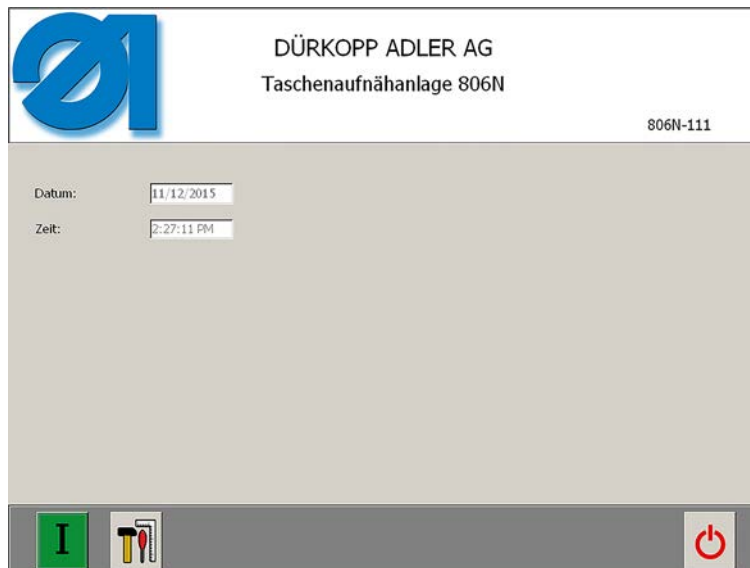 DÜRKOPP ADLER AG
Taschenaufnähanlage 806N
806N-111
Datum: 11/12/2015
Zeit: 2:27:11 PM
I